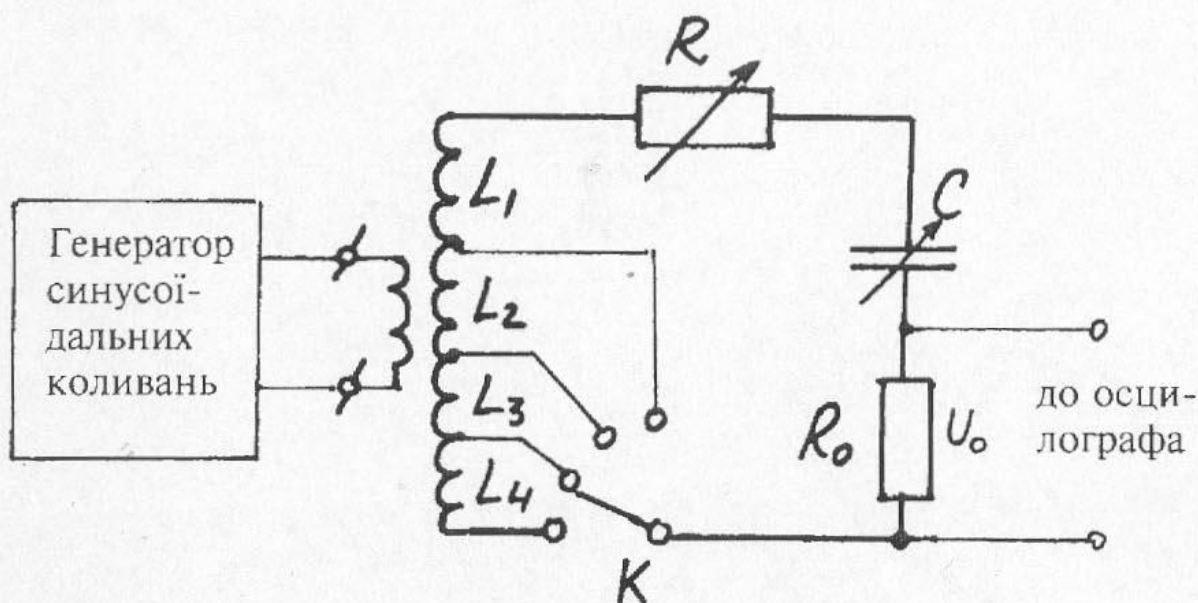 R
L₁
C
Генератор
синусої-
дальних
коливань
L₂
L₃
до осци-
лографа
R₀
U₀
L₄
K